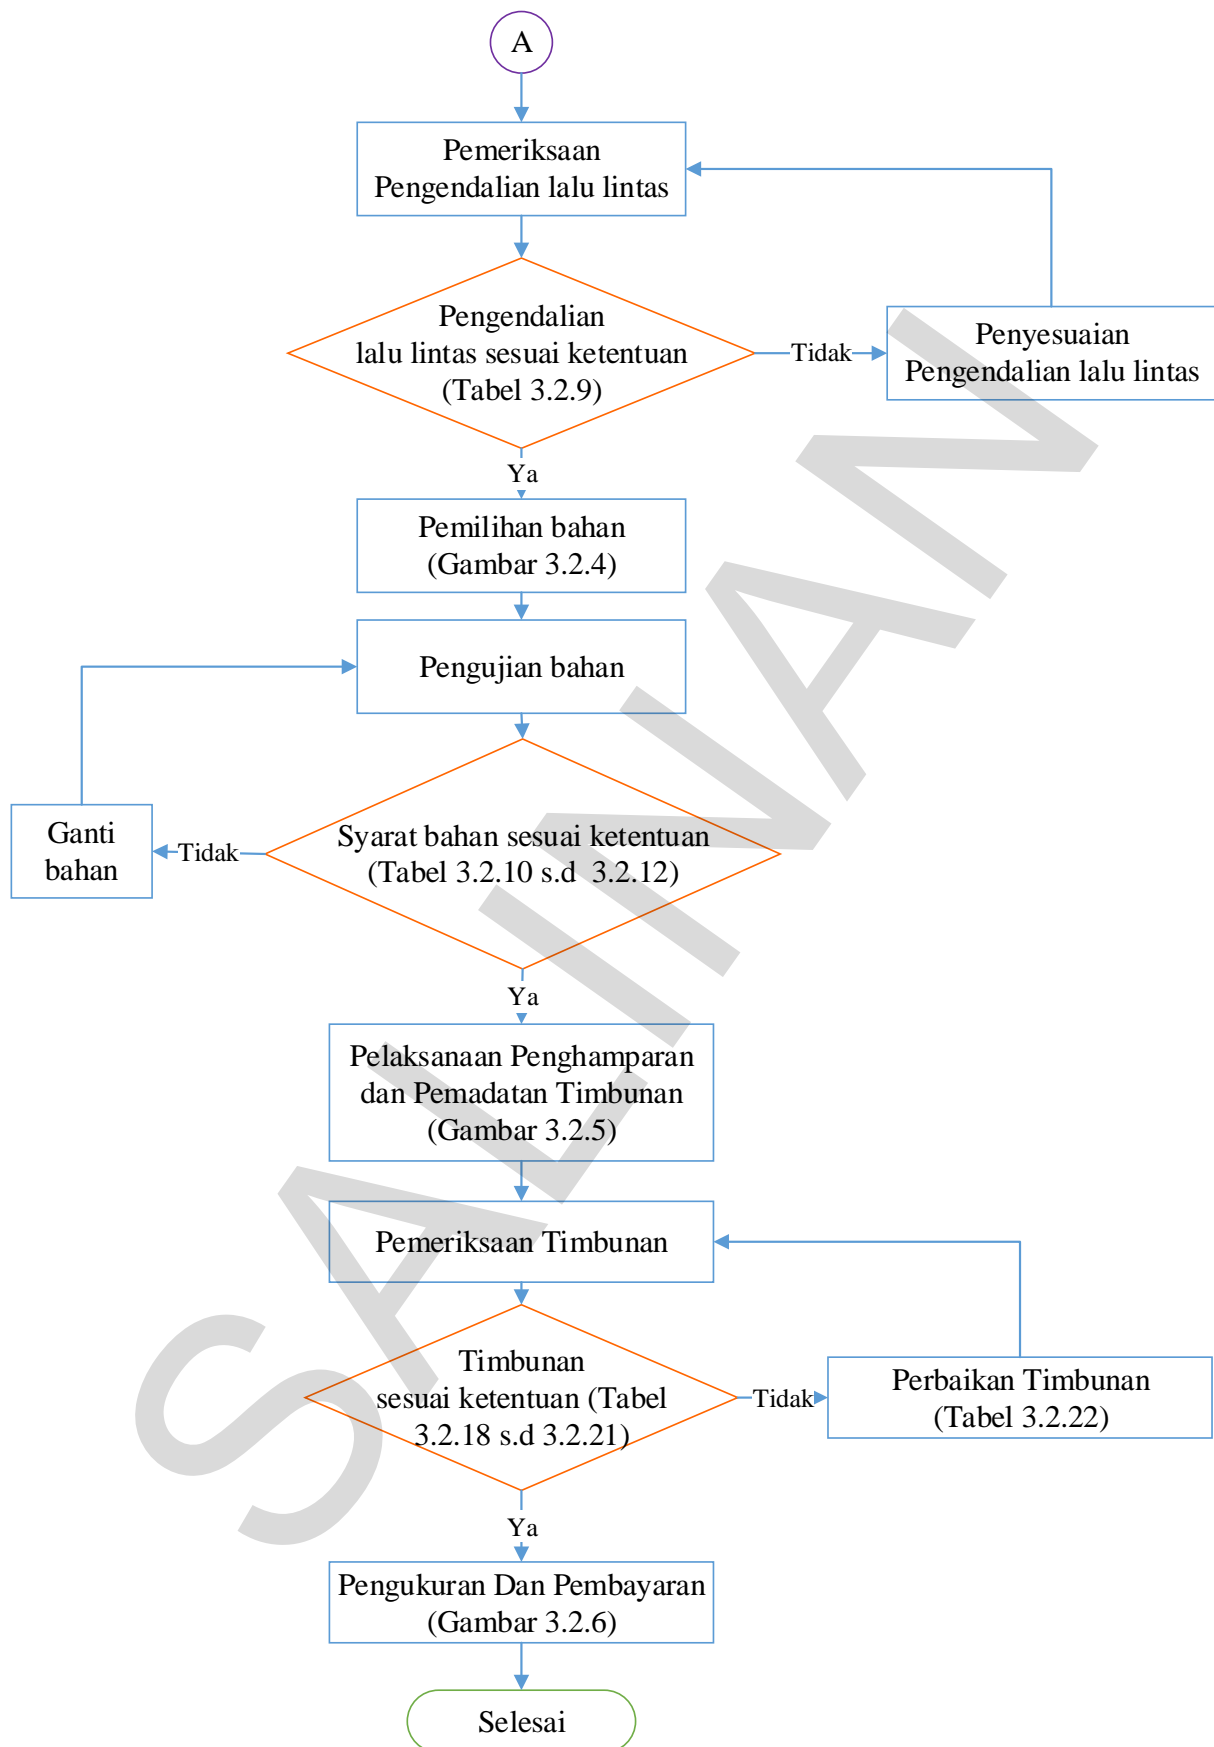 A
Pemeriksaan
Pengendalian lalu lintas
Pengendalian
lalu lintas sesuai ketentuan
(Tabel 3.2.9)
Tidak
Penyesuaian
Pengendalian lalu lintas
Ya
Pemilihan bahan
(Gambar 3.2.4)
Pengujian bahan
Syarat bahan sesuai ketentuan
(Tabel 3.2.10 s.d 3.2.12)
Tidak
Ganti
bahan
Ya
Pelaksanaan Penghamparan
dan Pemadatan Timbunan
(Gambar 3.2.5)
Pemeriksaan Timbunan
Timbunan
sesuai ketentuan (Tabel
3.2.18 s.d 3.2.21)
Tidak
Perbaikan Timbunan
(Tabel 3.2.22)
Ya
Pengukuran Dan Pembayaran
(Gambar 3.2.6)
Selesai
SALINAN